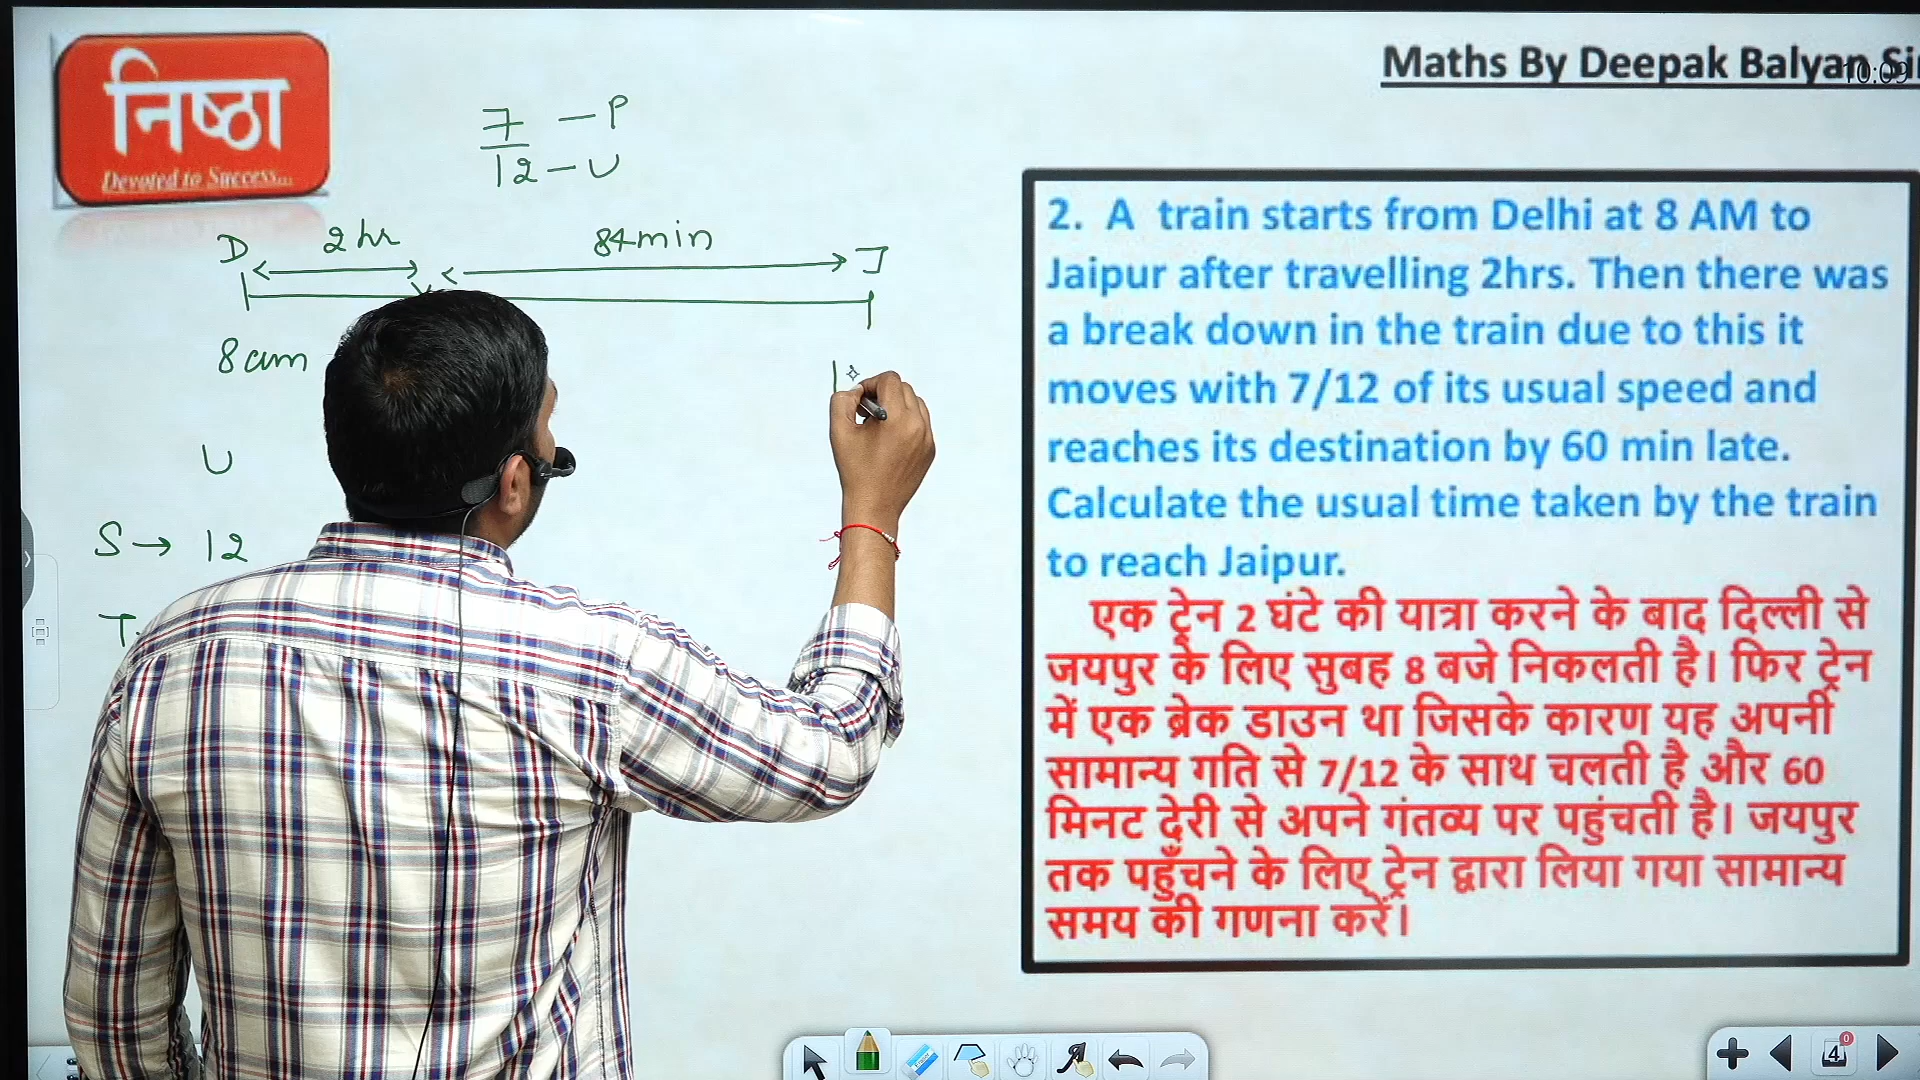 निष्ठा
Devoted to Success...
Maths By Deepak Balyan
10:09
7 - P
12 - U
D
2 hr
84 min
J
8 am
U
S → 12
T
2. A train starts from Delhi at 8 AM to
Jaipur after travelling 2hrs. Then there was
a break down in the train due to this it
moves with 7/12 of its usual speed and
reaches its destination by 60 min late.
Calculate the usual time taken by the train
to reach Jaipur.
एक ट्रेन 2 घंटे की यात्रा करने के बाद दिल्ली से
जयपुर के लिए सुबह 8 बजे निकलती है। फिर ट्रेन
में एक ब्रेक डाउन था जिसके कारण यह अपनी
सामान्य गति से 7/12 के साथ चलती है और 60
मिनट देरी से अपने गंतव्य पर पहुंचती है। जयपुर
तक पहुँचने के लिए ट्रेन द्वारा लिया गया सामान्य
समय की गणना करें।
4
0